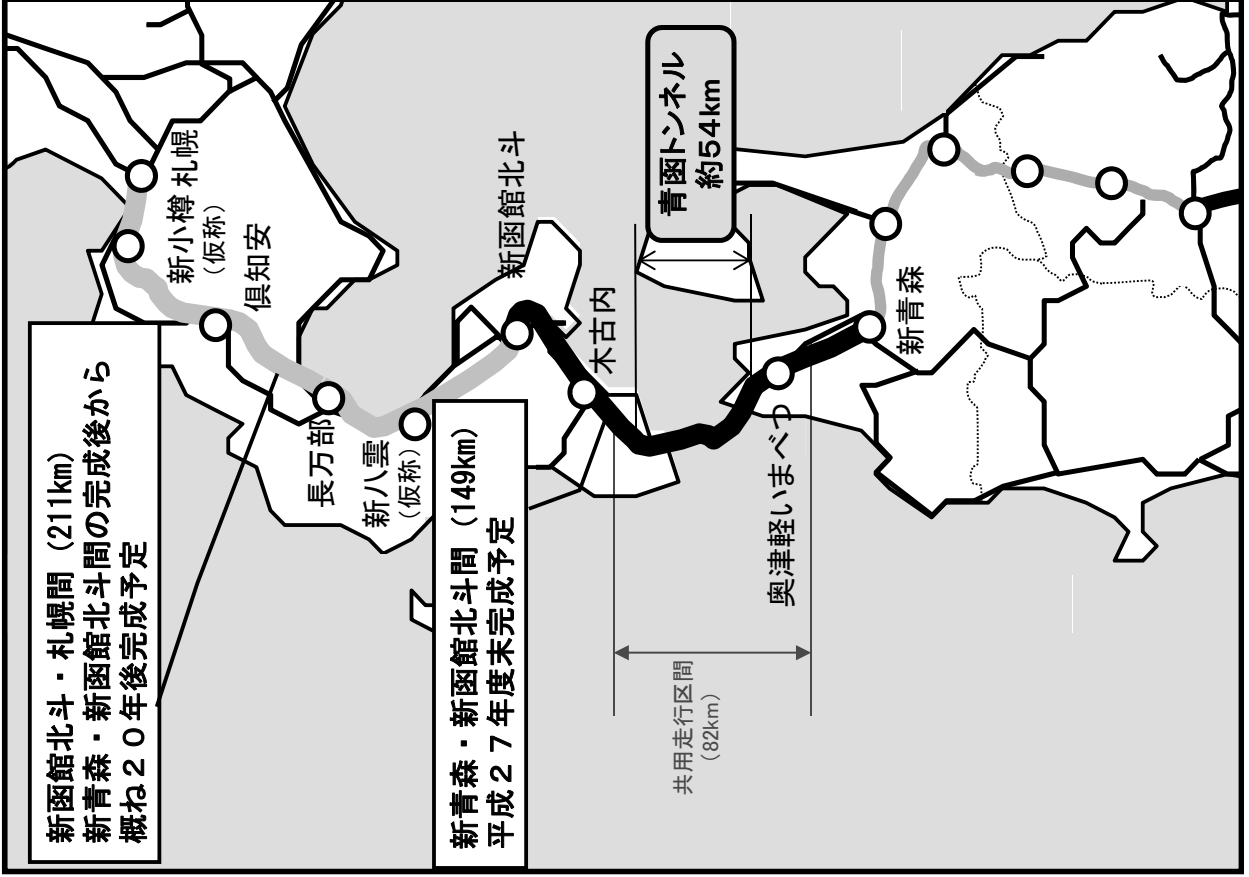 新函館北斗・札幌間（211km）
新青森・新函館北斗間の完成後から
概ね２０年後完成予定
新青森・新函館北斗間（149km）
平成２７年度末完成予定
札幌
新小樽
（仮称）
倶知安
長万部
新八雲
（仮称）
新函館北斗
木古内
青函トンネル
約54km
奥津軽いまべつ
新青森
共用走行区間
（82km）